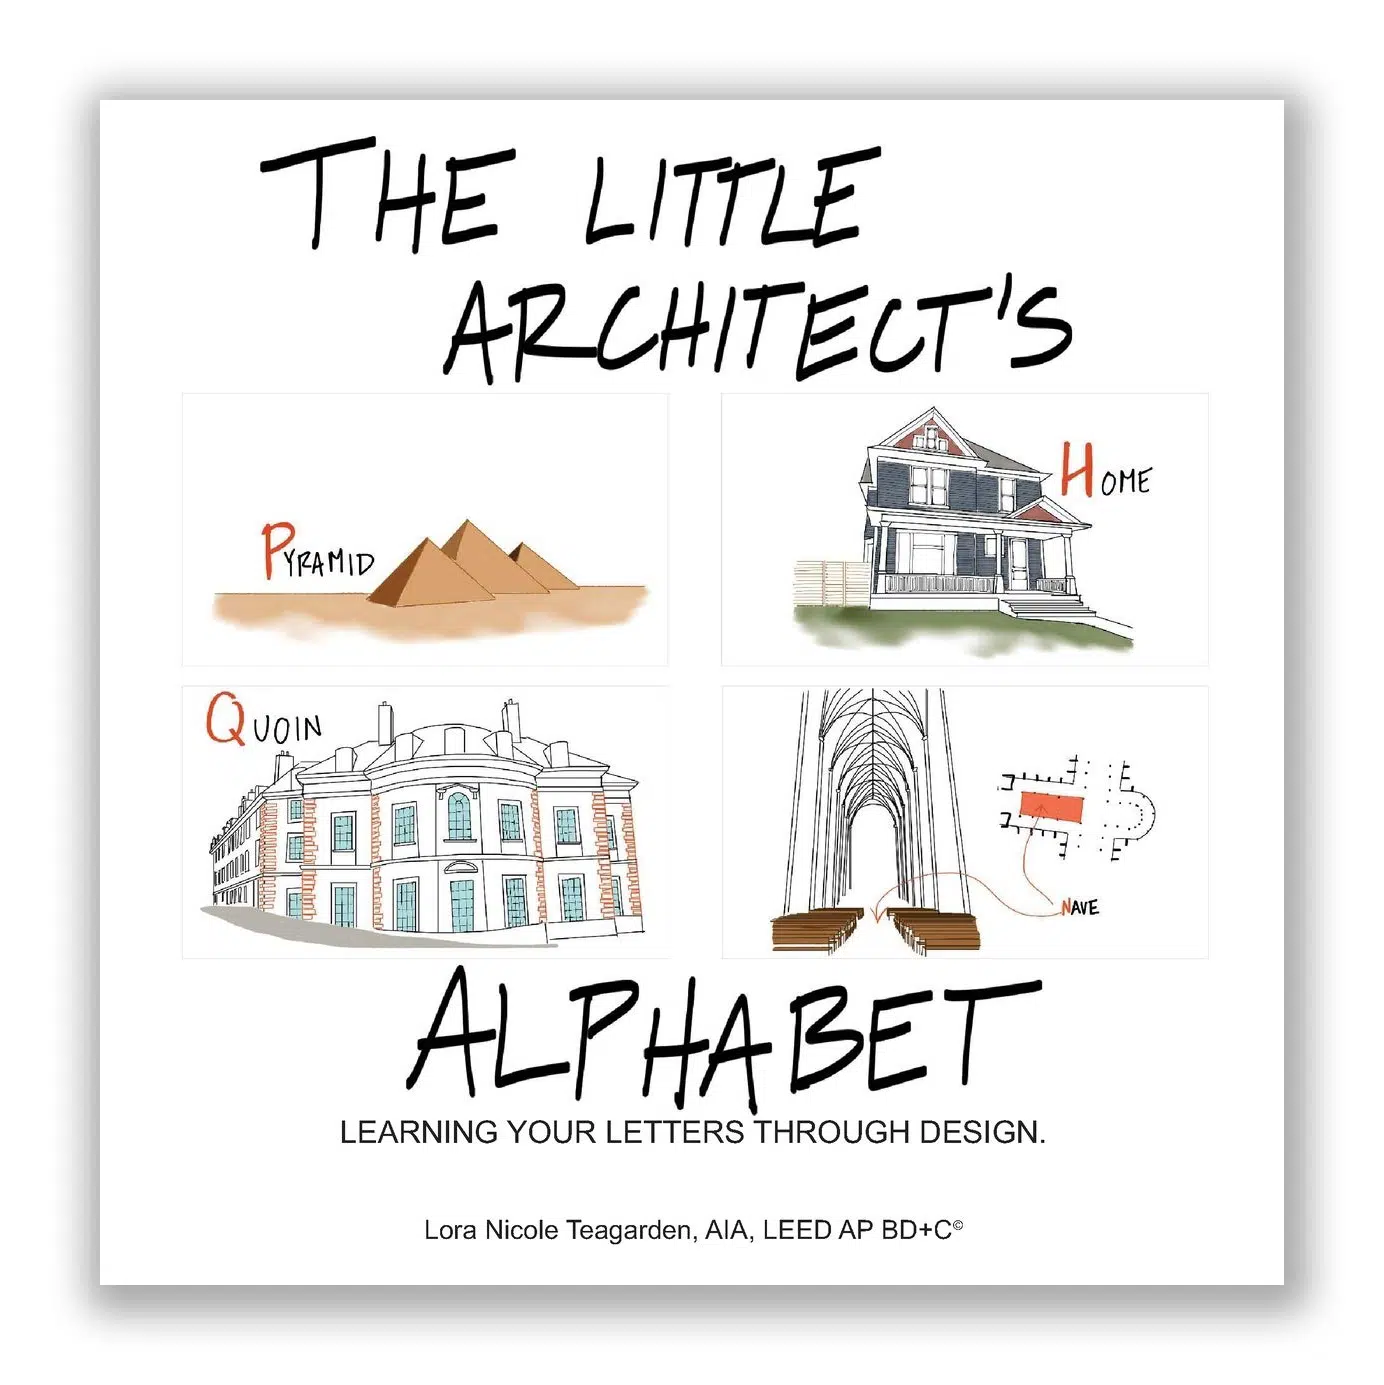 THE LITTLE
ARCHITECT'S
PYRAMID
HOME
QUOIN
NAVE
ALPHABET
LEARNING YOUR LETTERS THROUGH DESIGN.
Lora Nicole Teagarden, AIA, LEED AP BD+C©